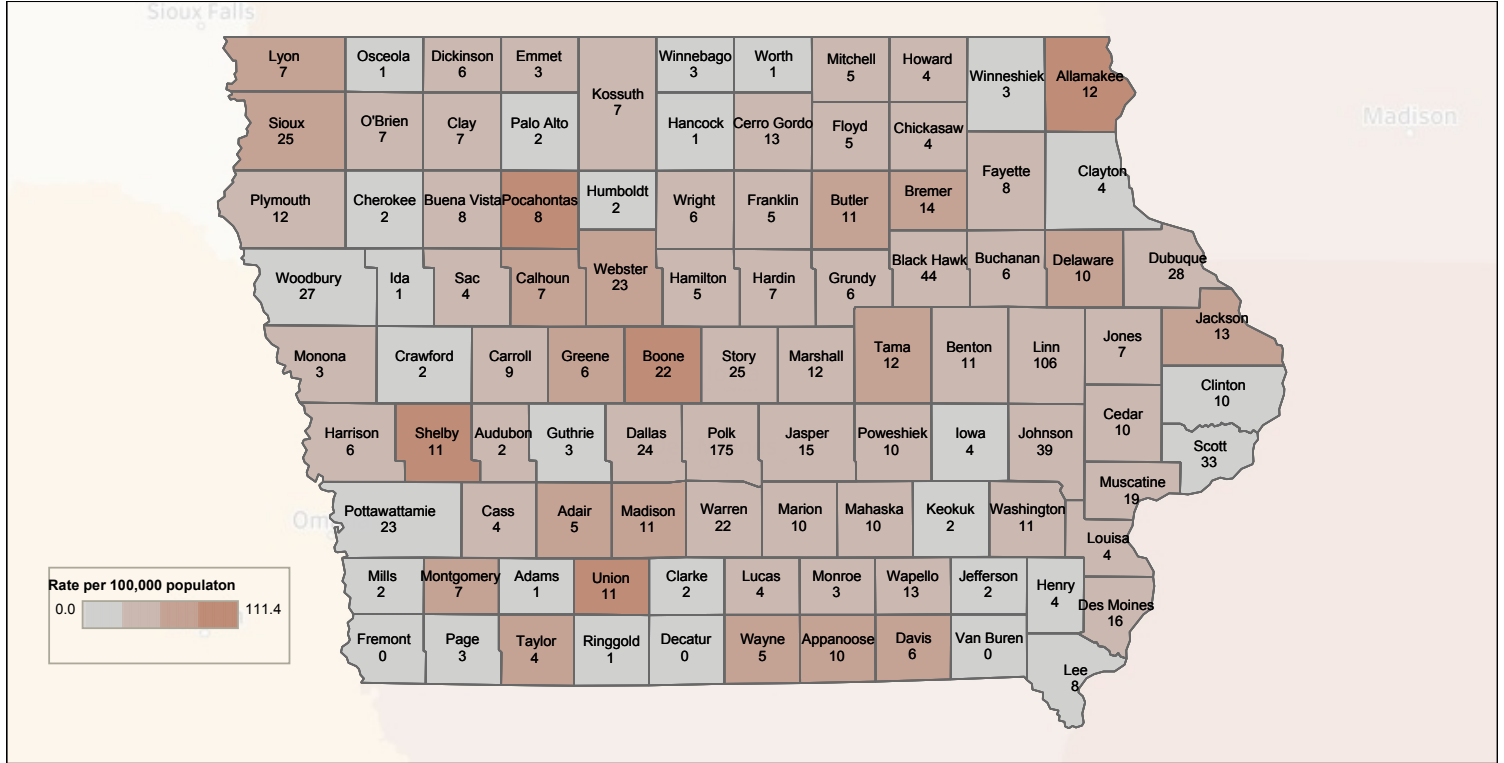 Sioux Falls
Lyon
7
Osceola
1
Dickinson
6
Emmet
3
Kossuth
7
Winnebago
3
Worth
1
Mitchell
5
Howard
4
Winneshiek
3
Allamakee
12
Madison
Sioux
25
O'Brien
7
Clay
7
Palo Alto
2
Hancock
1
Cerro Gordo
13
Floyd
5
Chickasaw
4
Fayette
8
Clayton
4
Plymouth
12
Cherokee
2
Buena Vista
8
Pocahontas
8
Humboldt
2
Wright
6
Franklin
5
Butler
11
Bremer
14
Woodbury
27
Ida
1
Sac
4
Calhoun
7
Webster
23
Hamilton
5
Hardin
7
Grundy
6
Black Hawk
44
Buchanan
6
Delaware
10
Dubuque
28
Jackson
13
Monona
3
Crawford
2
Carroll
9
Greene
6
Boone
22
Story
25
Marshall
12
Tama
12
Benton
11
Linn
106
Jones
7
Clinton
10
Harrison
6
Shelby
11
Audubon
2
Guthrie
3
Dallas
24
Polk
175
Jasper
15
Poweshiek
10
Iowa
4
Johnson
39
Cedar
10
Scott
33
Muscatine
19
Om
Pottawattamie
23
Cass
4
Adair
5
Madison
11
Warren
22
Marion
10
Mahaska
10
Keokuk
2
Washington
11
Louisa
4
Mills
2
Montgomery
7
Adams
1
Union
11
Clarke
2
Lucas
4
Monroe
3
Wapello
13
Jefferson
2
Henry
4
Des Moines
16
Fremont
0
Page
3
Taylor
4
Ringgold
1
Decatur
0
Wayne
5
Appanoose
10
Davis
6
Van Buren
0
Lee
8
Rate per 100,000 populaton
0.0
111.4